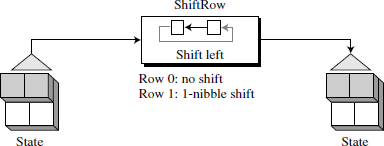 ShiftRow
Shift left
Row 0: no shift
Row 1: 1-nibble shift
State
State